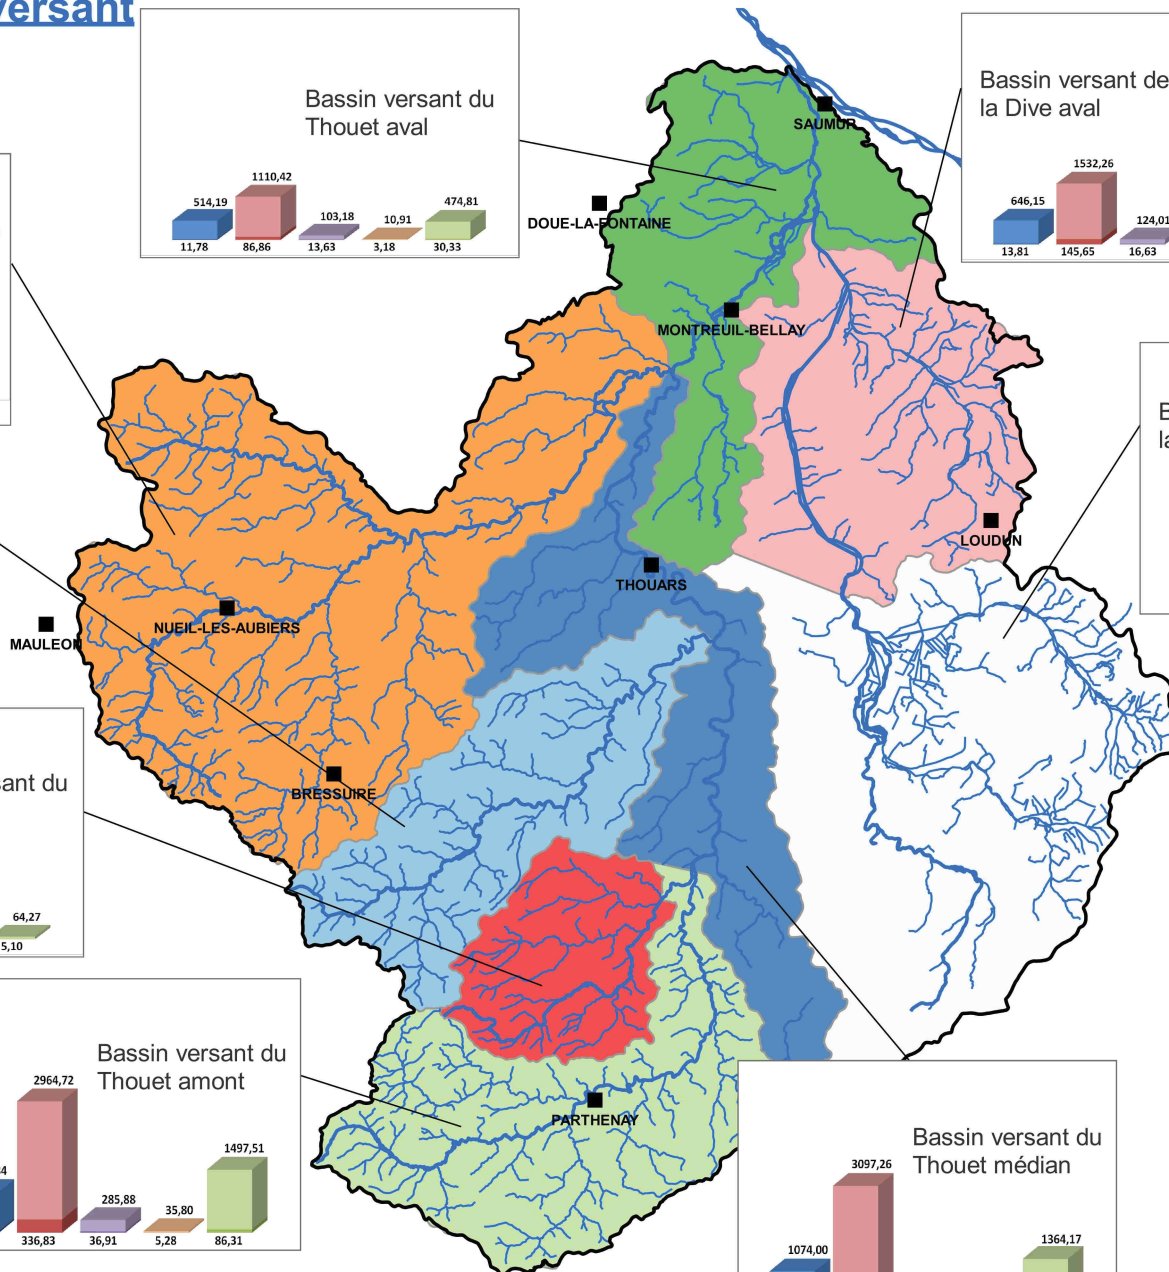 versant
Bassin versant du
Thouet aval
514,19
1110,42
103,18
10,91
474,81
11,78
86,86
13,63
3,18
30,33
Bassin versant de
la Dive aval
646,15
1532,26
124,01
13,81
145,65
16,63
SAUMUR
DOUE-LA-FONTAINE
MONTREUIL-BELLAY
LOUDUN
THOUARS
NUEIL-LES-AUBIERS
MAULEON
BRESSUIRE
PARTHENAY
B
la
sant du
64,27
5,10
Bassin versant du
Thouet amont
2964,72
285,88
35,80
1497,51
336,83
36,91
5,28
86,31
Bassin versant du
Thouet médian
1074,00
3097,26
1364,17